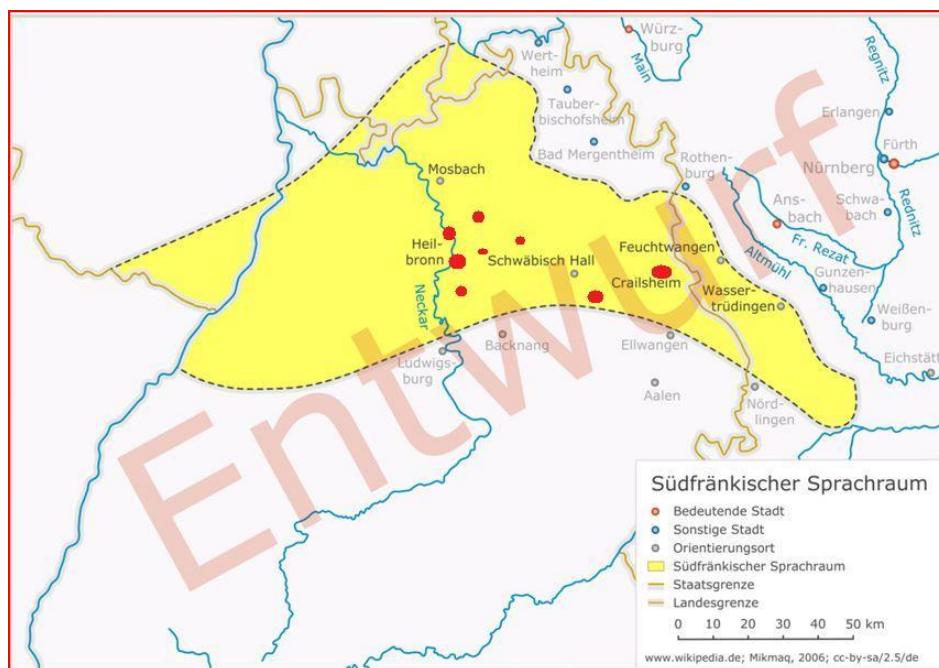 Würz-
burg
Wert-
heim
Main
Regnitz
Tauber-
bischofsheim
Erlangen
Bad Mergentheim
Fürth
Nürnberg
Rothen-
burg
Mosbach
Ans-
bach
Schwa-
bach
Rednitz
Fr. Rezat
Altmühl
Heil-
bronn
Schwäbisch Hall
Feuchtwangen
Crailsheim
Gunzen-
hausen
Wasser-
trüdingen
Neckar
Weißen-
burg
Ludwigs-
burg
Backnang
Ellwangen
Eichstätt
Aalen
Nörd-
lingen
Entwurf
Südfränkischer Sprachraum
Bedeutende Stadt
Sonstige Stadt
Orientierungsort
Südfränkischer Sprachraum
Staatsgrenze
Landesgrenze
0 10 20 30 40 50 km
www.wikipedia.de; Mikmaq, 2006; cc-by-sa/2.5/de